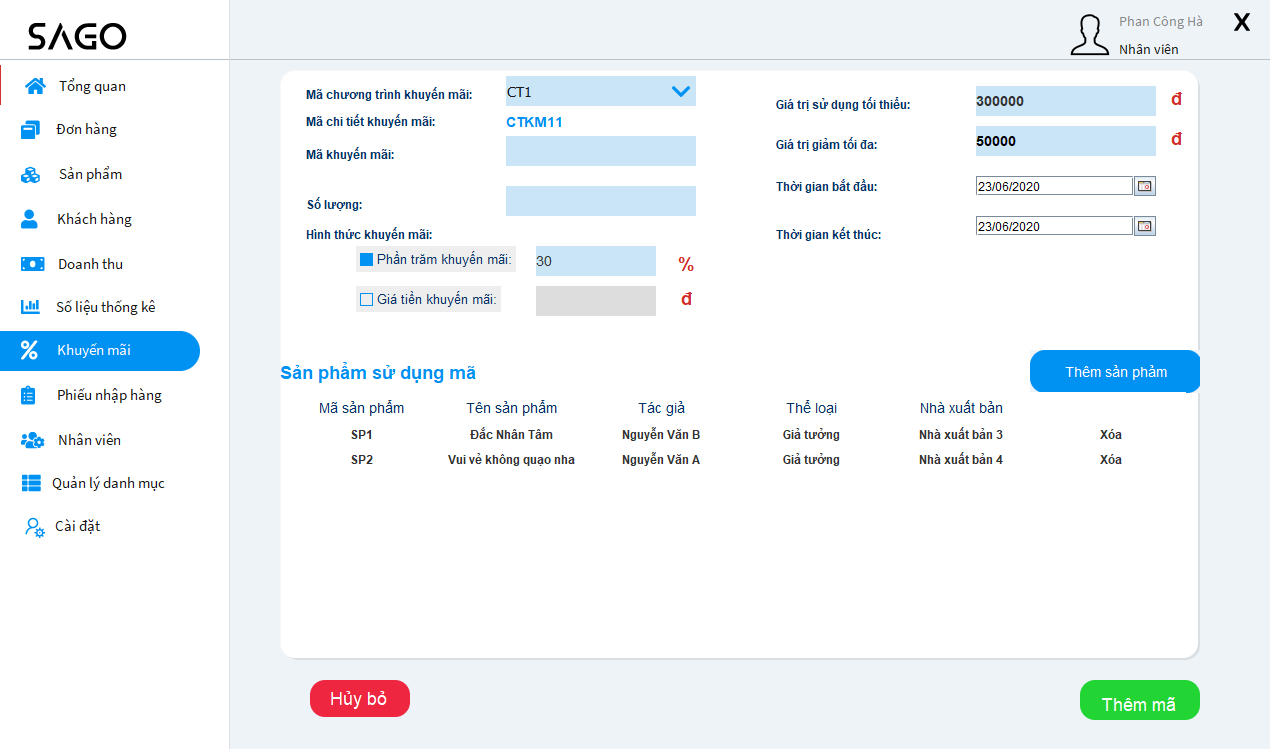 SAGO
Phan Công Hà
Nhân viên
X
Tổng quan
Đơn hàng
Sản phẩm
Khách hàng
Doanh thu
Số liệu thống kê
Khuyến mãi
Phiếu nhập hàng
Nhân viên
Quản lý danh mục
Cài đặt
Mã chương trình khuyến mãi: CT1
Mã chi tiết khuyến mãi: CTKM11
Mã khuyến mãi:
Số lượng:
Hình thức khuyến mãi:
Phần trăm khuyến mãi: 30 %
Giá tiền khuyến mãi: đ
Giá trị sử dụng tối thiểu: 300000 đ
Giá trị giảm tối đa: 50000 đ
Thời gian bắt đầu: 23/06/2020
Thời gian kết thúc: 23/06/2020
Sản phẩm sử dụng mã
Thêm sản phẩm
Mã sản phẩm Tên sản phẩm Tác giả Thể loại Nhà xuất bản
SP1 Đắc Nhân Tâm Nguyễn Văn B Giả tưởng Nhà xuất bản 3 Xóa
SP2 Vui vẻ không quạo nha Nguyễn Văn A Giả tưởng Nhà xuất bản 4 Xóa
Hủy bỏ
Thêm mã